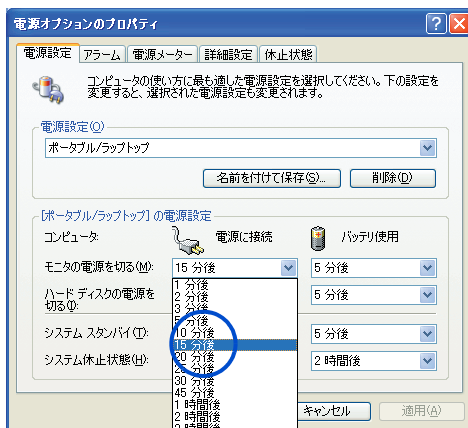 電源オプションのプロパティ
電源設定 アラーム 電源メーター 詳細設定 休止状態
コンピュータの使い方に最も適した電源設定を選択してください。下の設定を
変更すると、選択された電源設定も変更されます。
電源設定(O)
ポータブル/ラップトップ
名前を付けて保存(S)... 削除(D)
[ポータブル/ラップトップ] の電源設定
コンピュータ: 電源に接続 バッテリ使用
モニタの電源を切る(M): 15 分後 5 分後
ハード ディスクの電源を
切る(I): 5 分後
システム スタンバイ(T): 5 分後
システム休止状態(H): 2 時間後
1 分後
2 分後
3 分後
5 分後
10 分後
15 分後
20 分後
25 分後
30 分後
45 分後
1 時間後
2 時間後
キャンセル 適用(A)